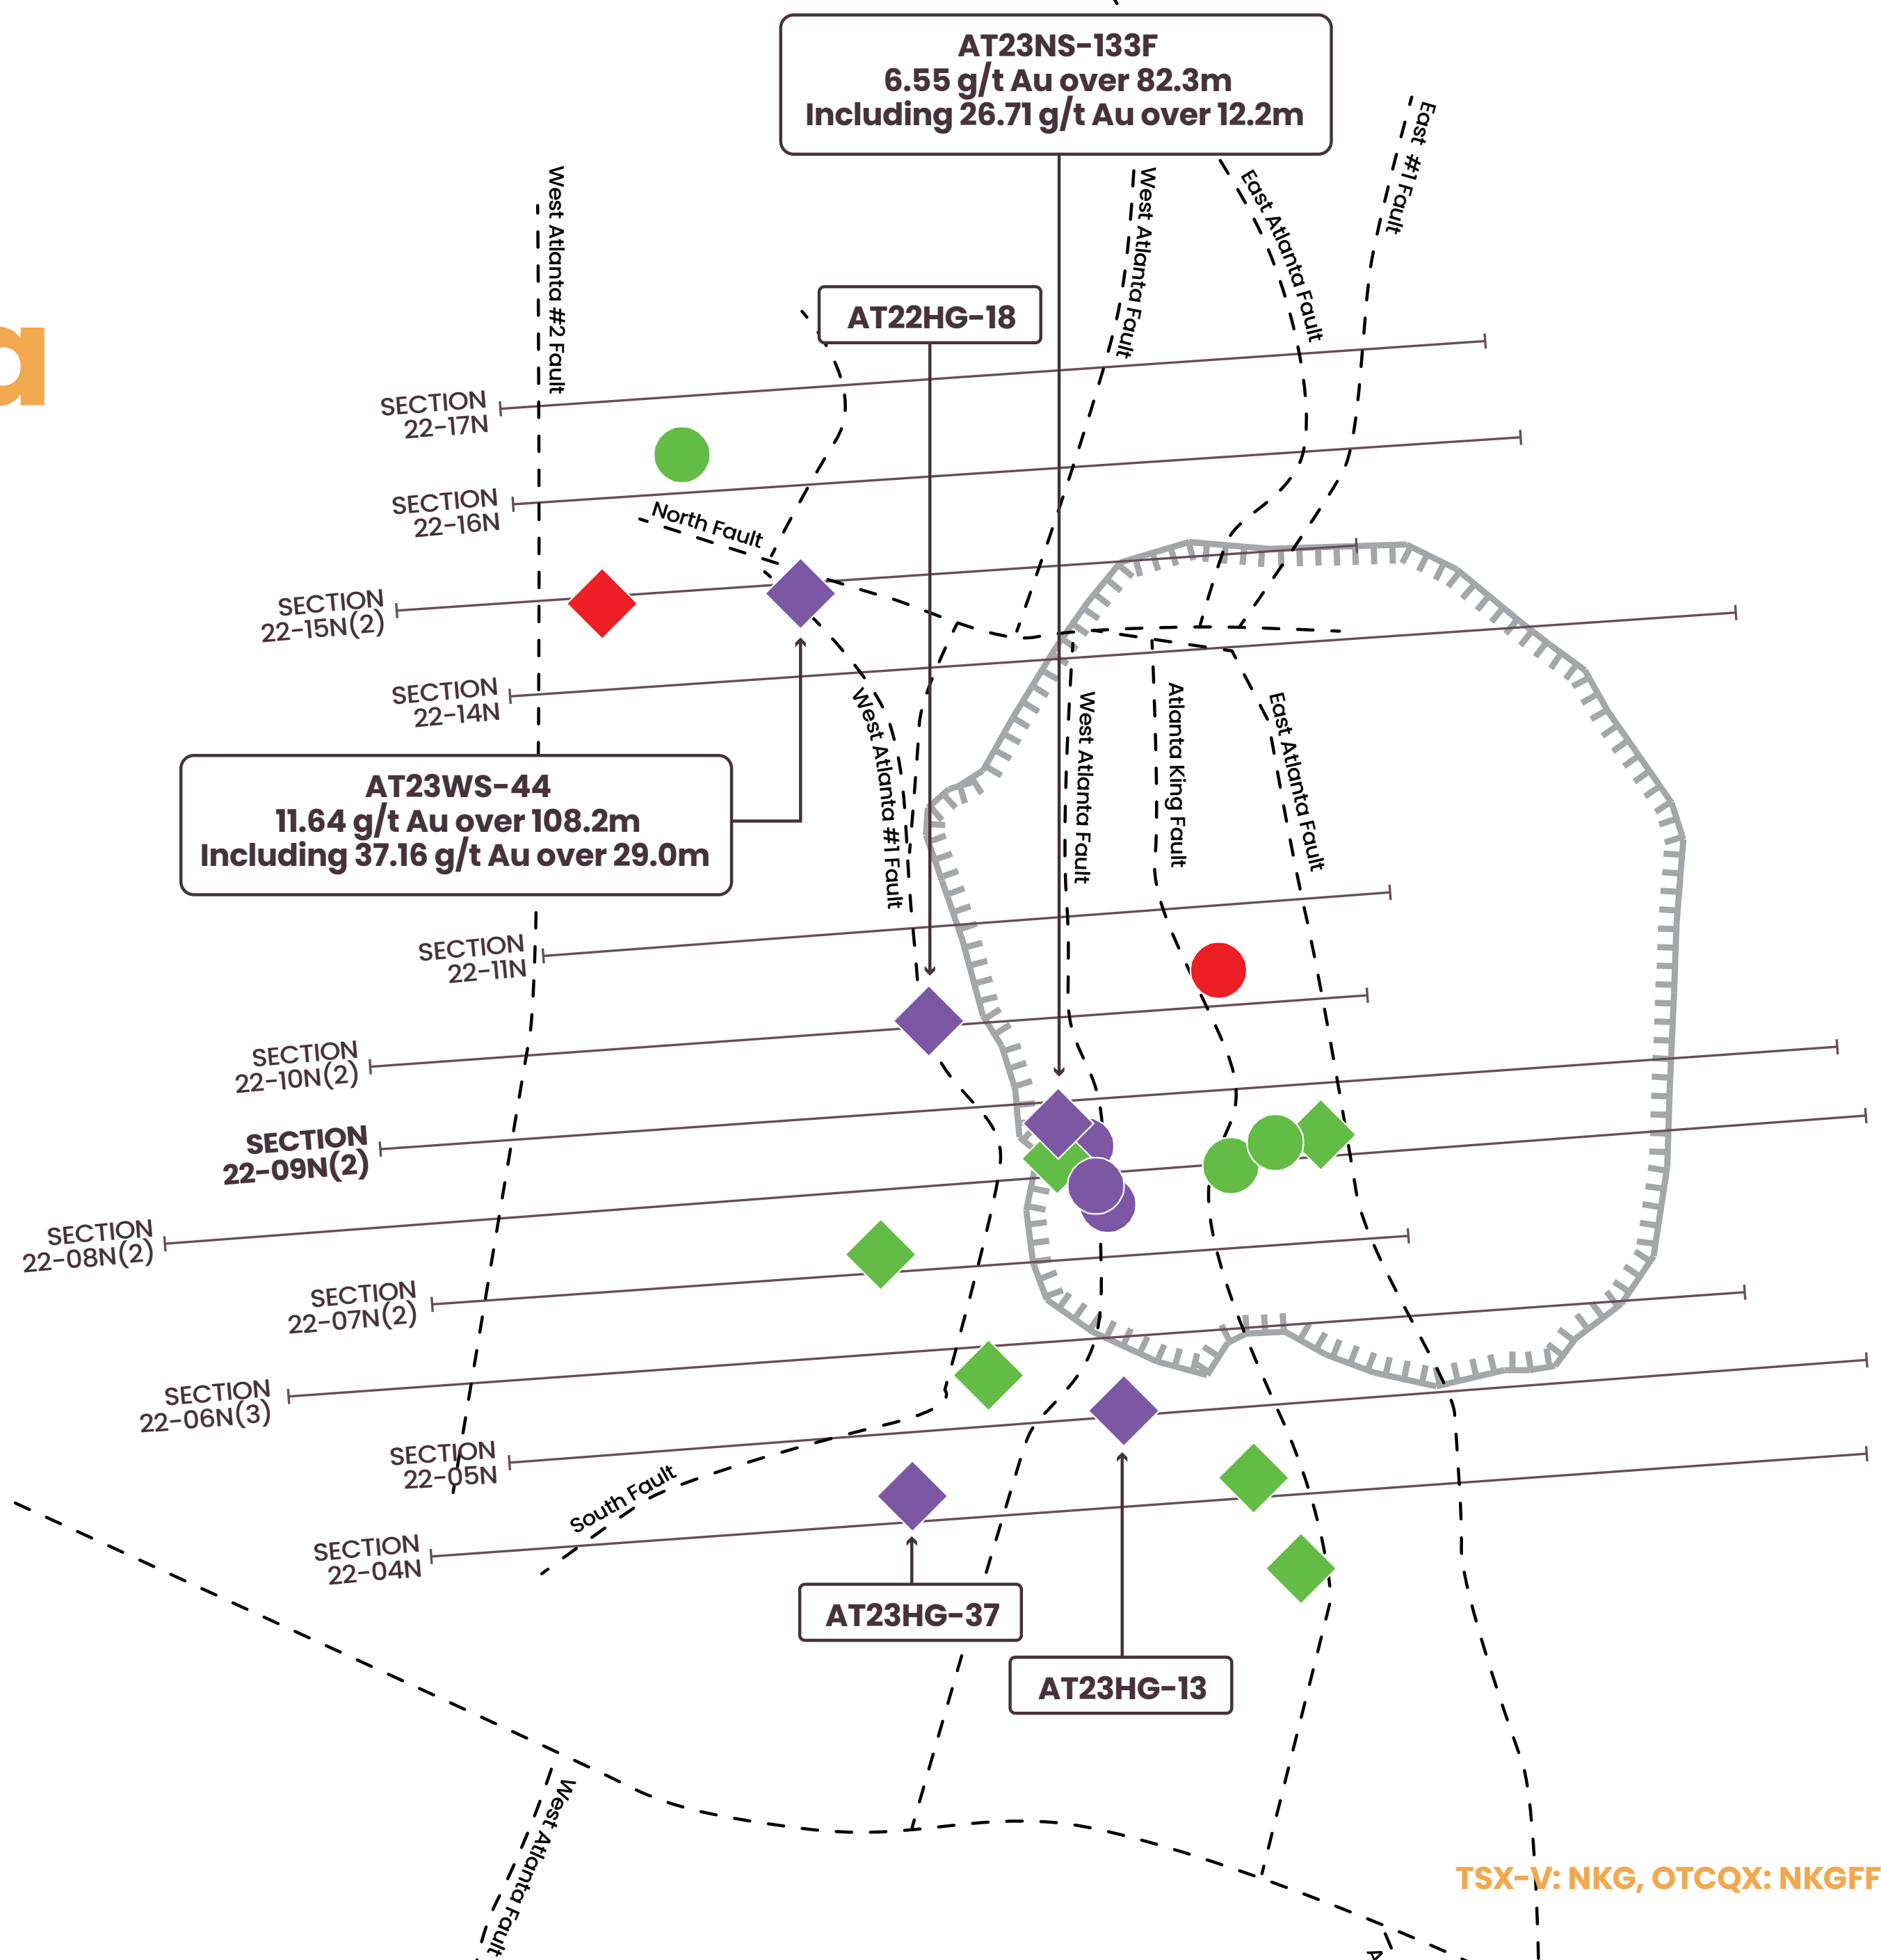 a
AT23NS-133F
6.55 g/t Au over 82.3m
Including 26.71 g/t Au over 12.2m
East #1 Fault
West Atlanta #2 Fault
West Atlanta Fault
East Atlanta Fault
AT22HG-18
SECTION
22-17N
SECTION
22-16N
North Fault
SECTION
22-15N(2)
SECTION
22-14N
West Atlanta #1 Fault
West Atlanta Fault
Atlanta King Fault
East Atlanta Fault
AT23WS-44
11.64 g/t Au over 108.2m
Including 37.16 g/t Au over 29.0m
SECTION
22-11N
SECTION
22-10N(2)
SECTION
22-09N(2)
SECTION
22-08N(2)
SECTION
22-07N(2)
SECTION
22-06N(3)
SECTION
22-05N
South Fault
SECTION
22-04N
AT23HG-37
AT23HG-13
West Atlanta Fault
TSX-V: NKG, OTCQX: NKGFF
A